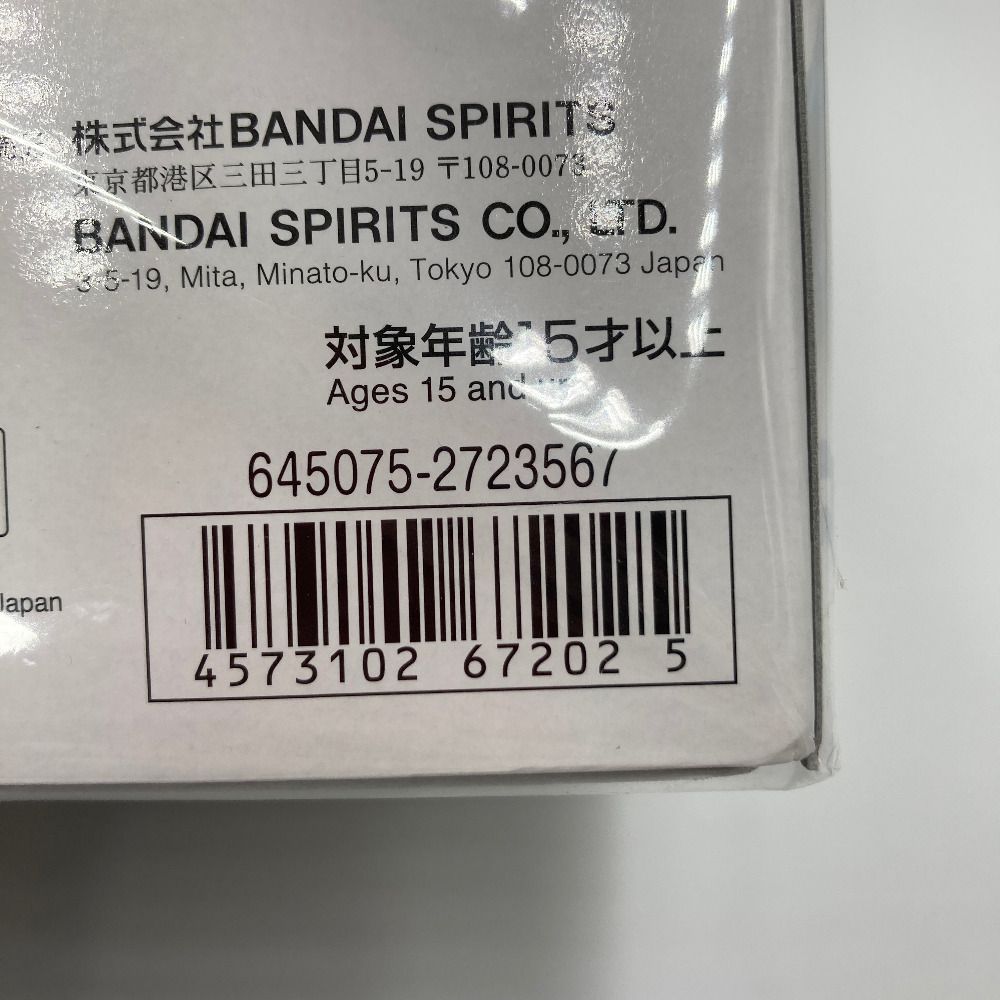 株式会社BANDAI SPIRITS
東京都港区三田三丁目5-19 〒108-0073
BANDAI SPIRITS CO., LTD.
3-5-19, Mita, Minato-ku, Tokyo 108-0073 Japan
対象年齢15才以上
Ages 15 and up
645075-2723567
Japan
4573102 67202 5